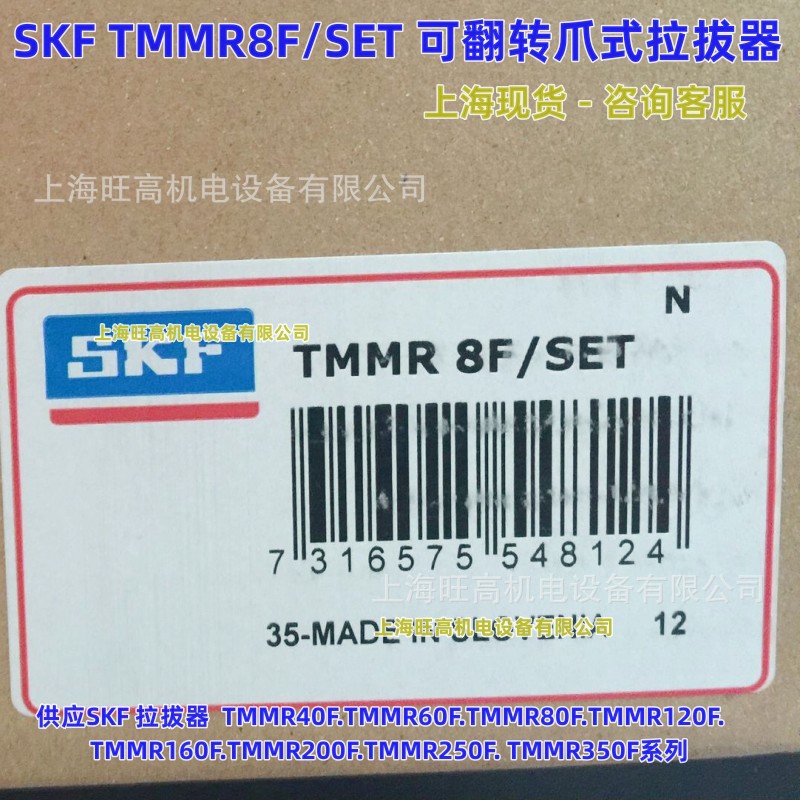 SKF TMMR8F/SET 可翻转爪式拉拔器
上海现货 - 咨询客服
上海旺高机电设备有限公司
N
上海旺高机电设备有限公司
SKF
TMMR 8F/SET
7 316575 548124
上海旺高机电设备有限公司
35-MADE IN SLOVENIA 12
上海旺高机电设备有限公司
供应SKF 拉拔器 TMMR40F.TMMR60F.TMMR80F.TMMR120F.
TMMR160F.TMMR200F.TMMR250F. TMMR350F系列